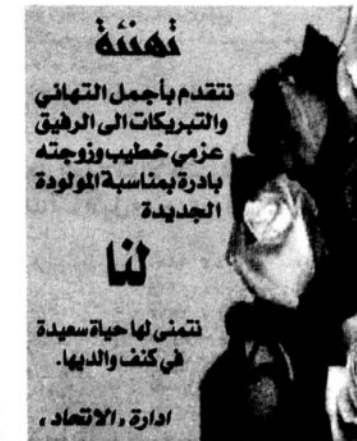 تهنئة
نتقدم بأجمل التهاني
والتبريكات الى الرفيق
عزمي خطيب وزوجته
بادرة بمناسبة المولودة
الجديدة
لنا
نتمنى لها حياة سعيدة
في كنف والديها.
ادارة "الاتحاد"